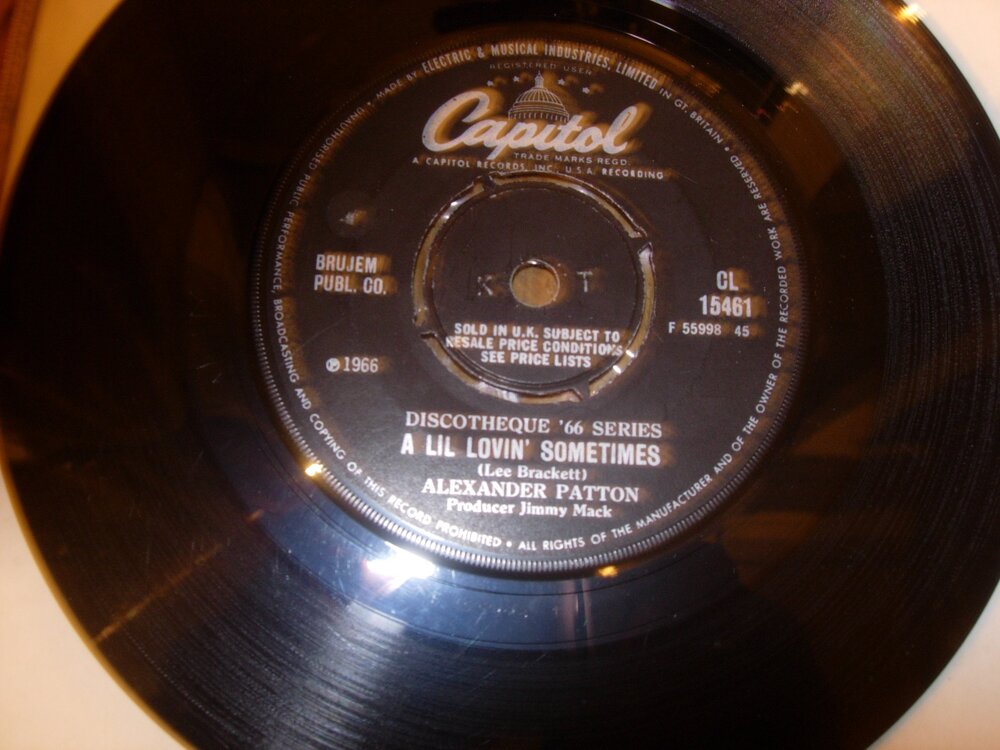 MADE BY ELECTRIC & MUSICAL INDUSTRIES, LIMITED IN GT. BRITAIN • ALL RIGHTS OF THE MANUFACTURER AND OF THE OWNER OF THE RECORDED WORK ARE RESERVED
UNAUTHORISED PUBLIC PERFORMANCE, BROADCASTING AND COPYING OF THIS RECORD PROHIBITED •
REGISTERED USER
Capitol
TRADE MARKS REGD.
A CAPITOL RECORDS, INC. U.S.A. RECORDING
BRUJEM
PUBL. CO.
K T
CL
15461
F 55998 45
SOLD IN U.K. SUBJECT TO
RESALE PRICE CONDITIONS
SEE PRICE LISTS
℗ 1966
DISCOTHEQUE '66 SERIES
A LIL LOVIN' SOMETIMES
(Lee Brackett)
ALEXANDER PATTON
Producer Jimmy Mack